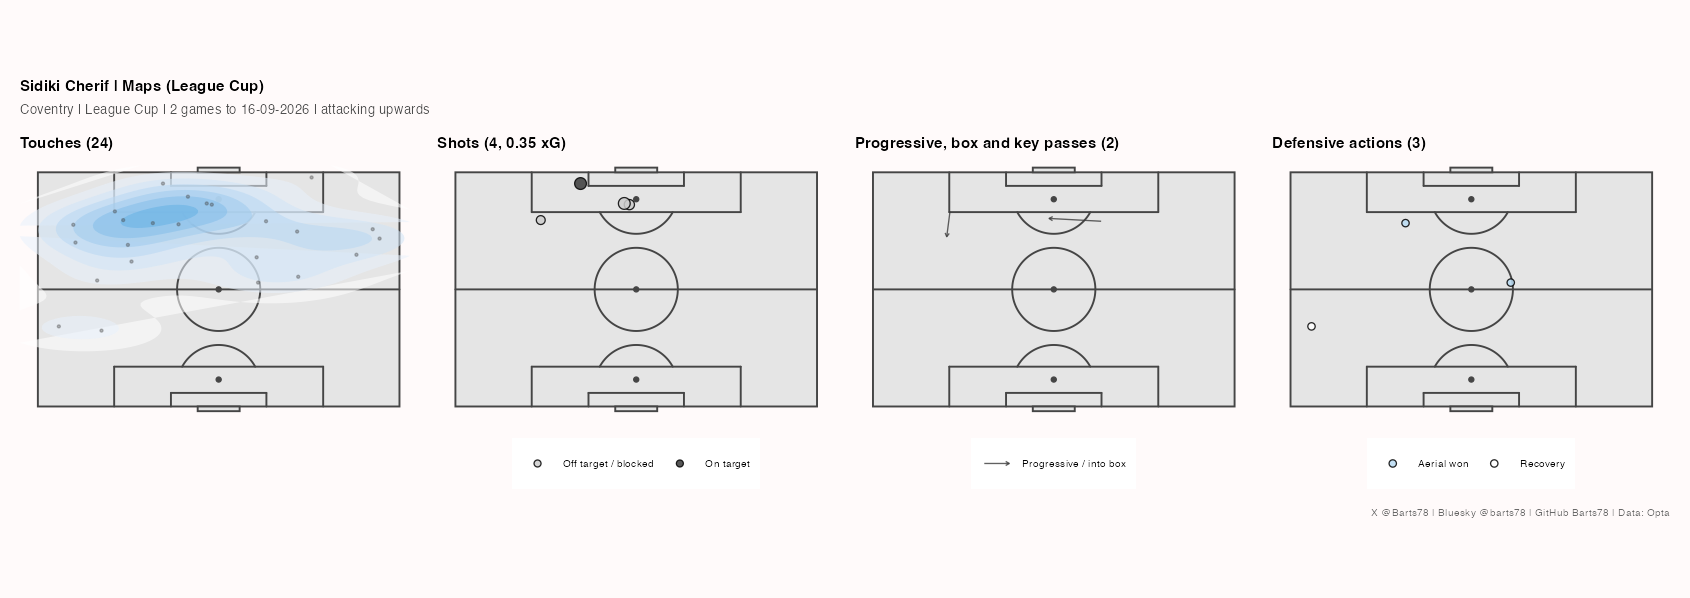 Sidiki Cherif | Maps (League Cup)
Coventry | League Cup | 2 games to 16-09-2026 | attacking upwards
Touches (24)
Shots (4, 0.35 xG)
Progressive, box and key passes (2)
Defensive actions (3)
Off target / blocked
On target
Progressive / into box
Aerial won
Recovery
X @Barts78 | Bluesky @barts78 | GitHub Barts78 | Data: Opta